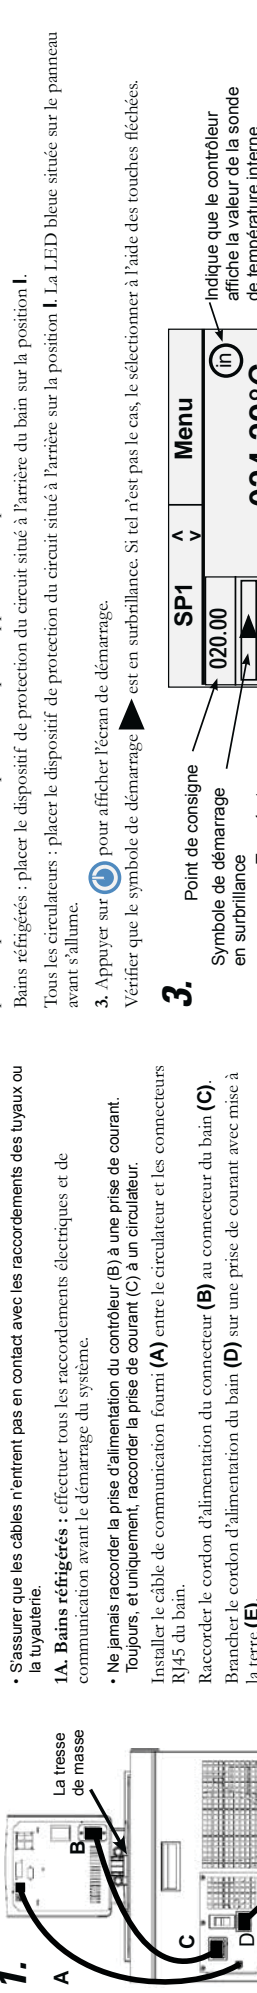 1.
A
B
C
D
La tresse
de masse
• S'assurer que les câbles n'entrent pas en contact avec les raccordements des tuyaux ou
la tuyauterie.
1A. Bains réfrigérés : effectuer tous les raccordements électriques et de
communication avant le démarrage du système.
• Ne jamais raccorder la prise d'alimentation du contrôleur (B) à une prise de courant.
Toujours, et uniquement, raccorder la prise de courant (C) à un circulateur.
Installer le câble de communication fourni (A) entre le circulateur et les connecteurs
RJ45 du bain.
Raccorder le cordon d'alimentation du connecteur (B) au connecteur du bain (C).
Brancher le cordon d'alimentation du bain (D) sur une prise de courant avec mise à
la terre (E).
Bains réfrigérés : placer le dispositif de protection du circuit situé à l'arrière du bain sur la position I.
Tous les circulateurs : placer le dispositif de protection du circuit situé à l'arrière sur la position I. La LED bleue située sur le panneau
avant s'allume.
3. Appuyer sur pour afficher l'écran de démarrage.
Vérifier que le symbole de démarrage ▶ est en surbrillance. Si tel n'est pas le cas, le sélectionner à l'aide des touches fléchées.
3.
Point de consigne
Symbole de démarrage
en surbrillance
SP1
Menu
020.00
in
Indique que le contrôleur
affiche la valeur de la sonde
de température interne